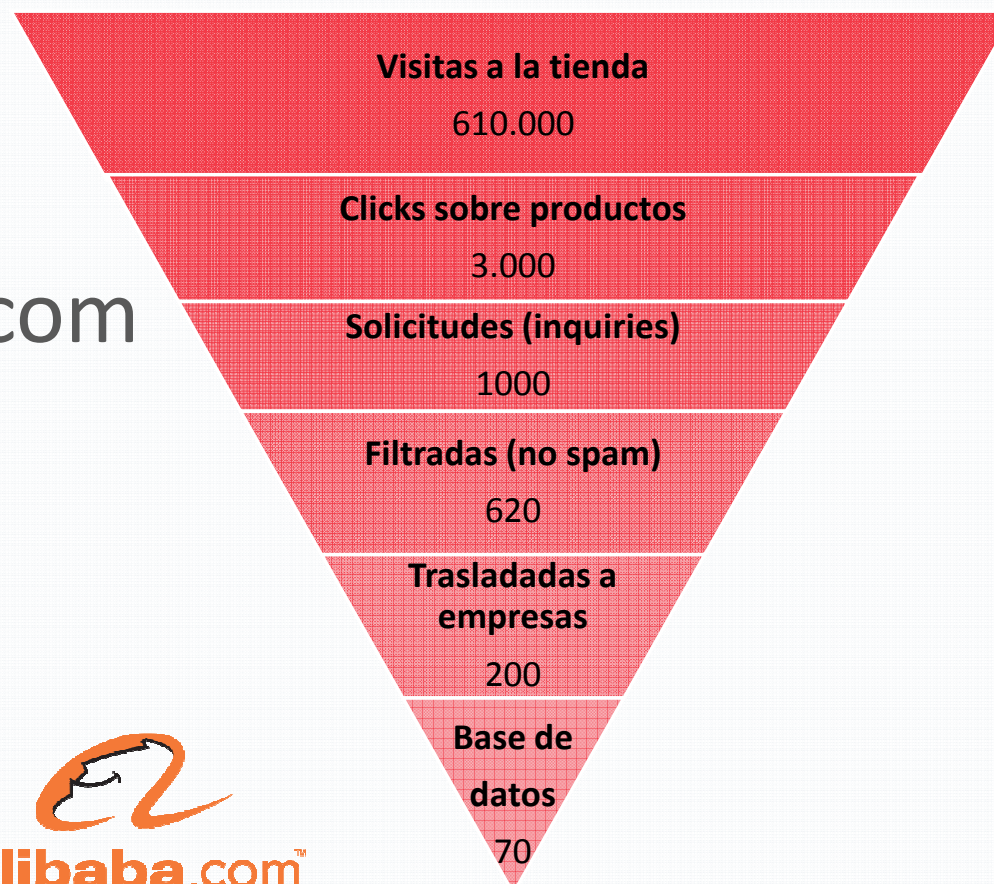 Visitas a la tienda
610.000
Clicks sobre productos
3.000
com
Solicitudes (inquiries)
1000
Filtradas (no spam)
620
Trasladadas a
empresas
200
Base de
datos
70
libaba.com™